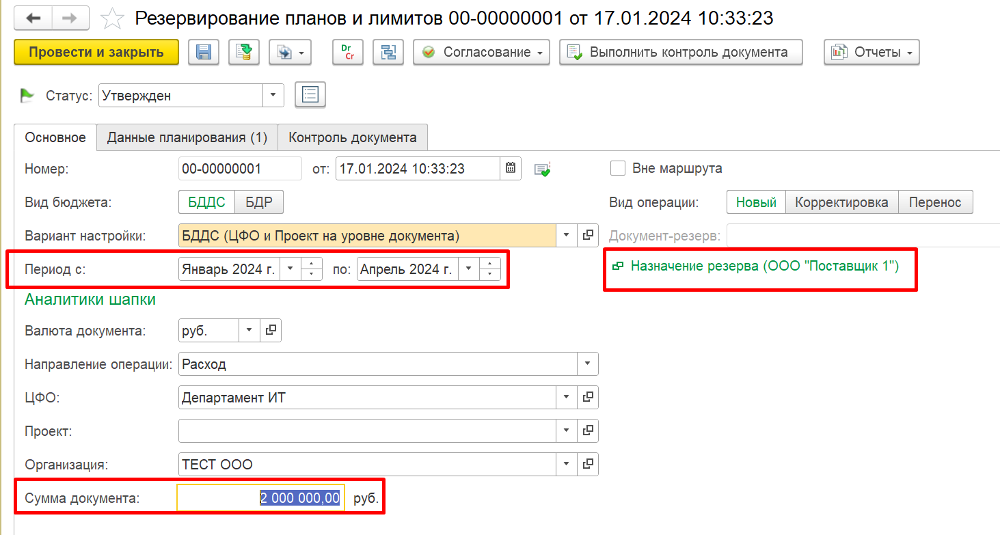 Резервирование планов и лимитов 00-00000001 от 17.01.2024 10:33:23
Провести и закрыть Dr Cr Согласование Выполнить контроль документа Отчеты
Статус: Утвержден
Основное Данные планирования (1) Контроль документа
Номер: 00-00000001 от: 17.01.2024 10:33:23 Вне маршрута
Вид бюджета: БДДС БДР Вид операции: Новый Корректировка Перенос
Вариант настройки: БДДС (ЦФО и Проект на уровне документа) Документ-резерв:
Период с: Январь 2024 г. по: Апрель 2024 г. Назначение резерва (ООО "Поставщик 1")
Аналитики шапки
Валюта документа: руб.
Направление операции: Расход
ЦФО: Департамент ИТ
Проект:
Организация: ТЕСТ ООО
Сумма документа: 2 000 000,00 руб.